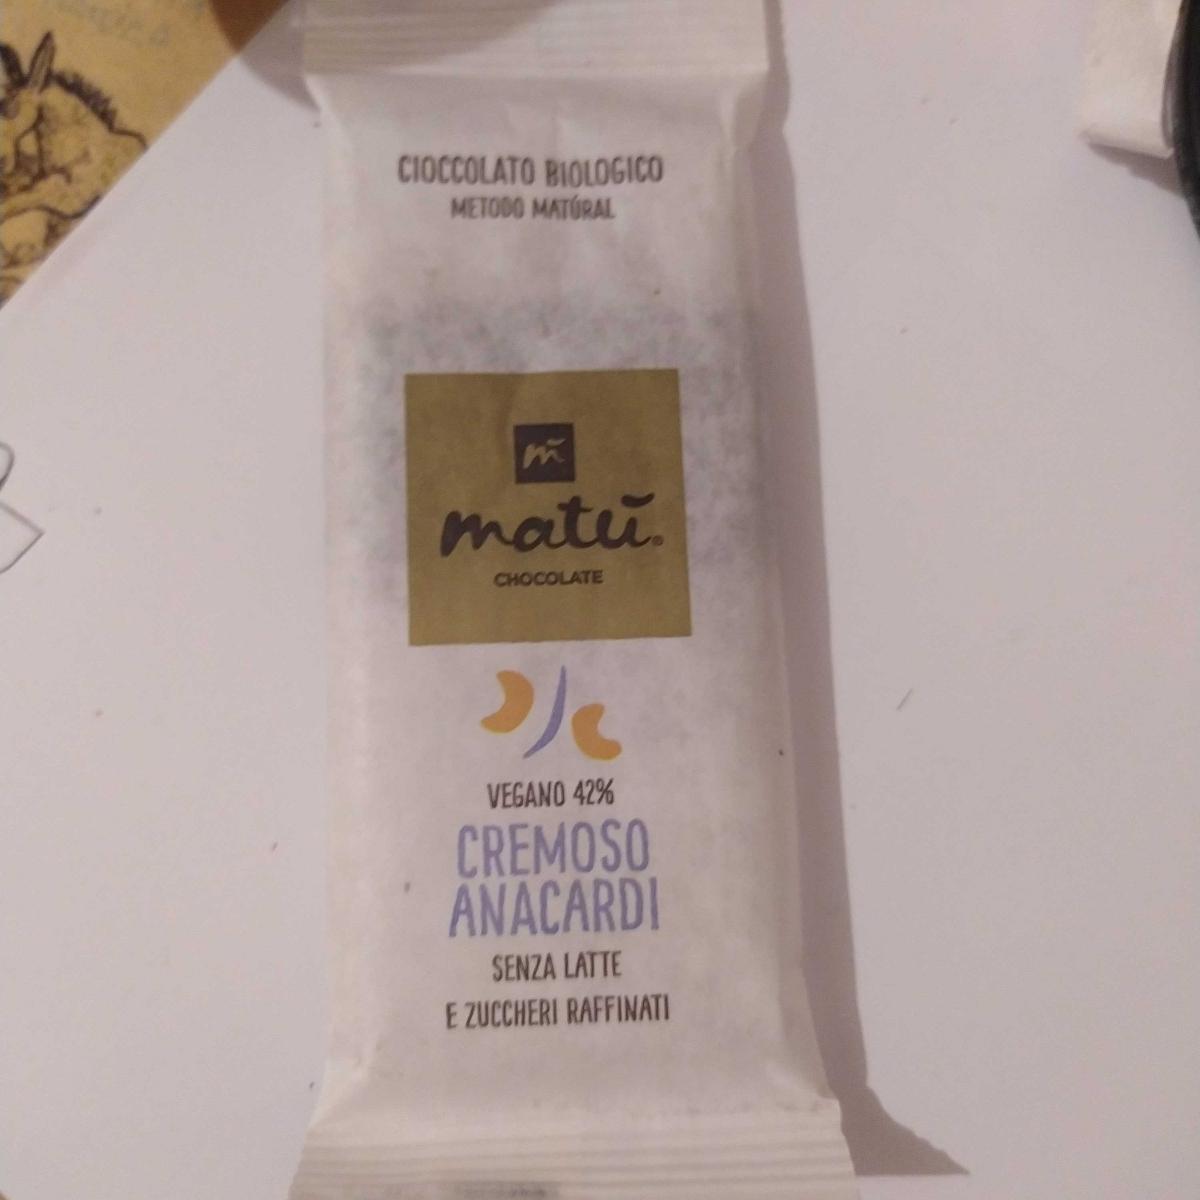 CIOCCOLATO BIOLOGICO
METODO MATÚRAL
m̃
matū®
CHOCOLATE
VEGANO 42%
CREMOSO
ANACARDI
SENZA LATTE
E ZUCCHERI RAFFINATI